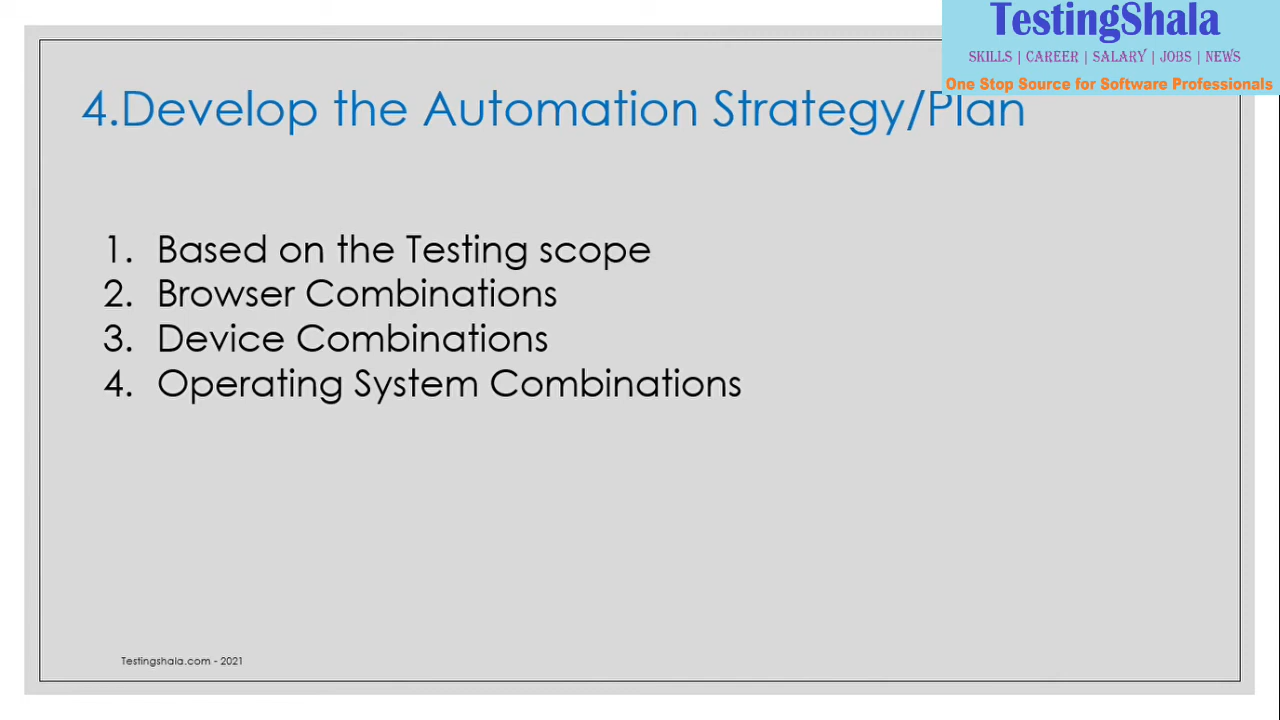 TestingShala
SKILLS | CAREER | SALARY | JOBS | NEWS
One Stop Source for Software Professionals
4.Develop the Automation Strategy/Plan
1. Based on the Testing scope
2. Browser Combinations
3. Device Combinations
4. Operating System Combinations
Testingshala.com - 2021